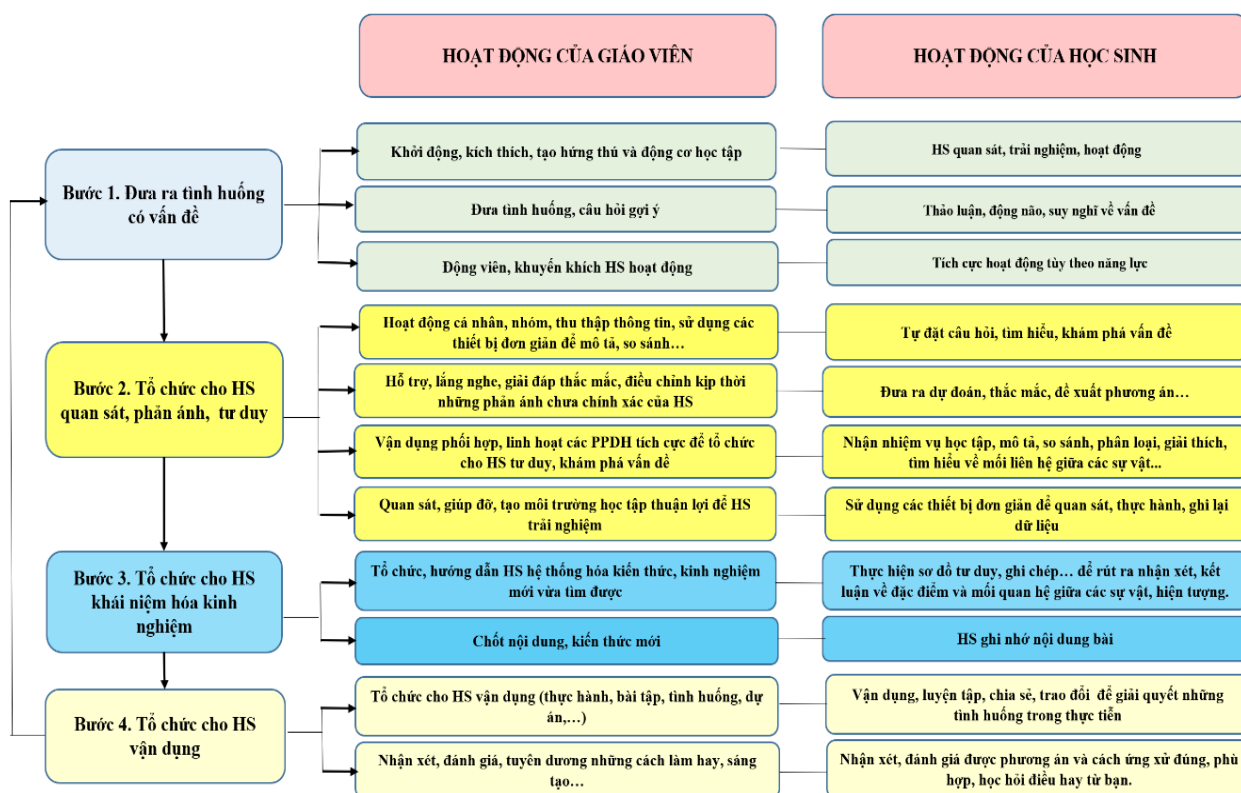 HOẠT ĐỘNG CỦA GIÁO VIÊN
HOẠT ĐỘNG CỦA HỌC SINH
Bước 1. Đưa ra tình huống
có vấn đề
Khởi động, kích thích, tạo hứng thú và động cơ học tập
HS quan sát, trải nghiệm, hoạt động
Đưa tình huống, câu hỏi gợi ý
Thảo luận, động não, suy nghĩ về vấn đề
Động viên, khuyến khích HS hoạt động
Tích cực hoạt động tùy theo năng lực
Bước 2. Tổ chức cho HS
quan sát, phản ánh, tư duy
Hoạt động cá nhân, nhóm, thu thập thông tin, sử dụng các
thiết bị đơn giản để mô tả, so sánh…
Tự đặt câu hỏi, tìm hiểu, khám phá vấn đề
Hỗ trợ, lắng nghe, giải đáp thắc mắc, điều chỉnh kịp thời
những phản ánh chưa chính xác của HS
Đưa ra dự đoán, thắc mắc, đề xuất phương án…
Vận dụng phối hợp, linh hoạt các PPDH tích cực để tổ chức
cho HS tư duy, khám phá vấn đề
Nhận nhiệm vụ học tập, mô tả, so sánh, phân loại, giải thích,
tìm hiểu về mối liên hệ giữa các sự vật...
Quan sát, giúp đỡ, tạo môi trường học tập thuận lợi để HS
trải nghiệm
Sử dụng các thiết bị đơn giản để quan sát, thực hành, ghi lại
dữ liệu
Bước 3. Tổ chức cho HS
khái niệm hóa kinh
nghiệm
Tổ chức, hướng dẫn HS hệ thống hóa kiến thức, kinh nghiệm
mới vừa tìm được
Thực hiện sơ đồ tư duy, ghi chép… để rút ra nhận xét, kết
luận về đặc điểm và mối quan hệ giữa các sự vật, hiện tượng.
Chốt nội dung, kiến thức mới
HS ghi nhớ nội dung bài
Bước 4. Tổ chức cho HS
vận dụng
Tổ chức cho HS vận dụng (thực hành, bài tập, tình huống, dự
án,…)
Vận dụng, luyện tập, chia sẻ, trao đổi để giải quyết những
tình huống trong thực tiễn
Nhận xét, đánh giá, tuyên dương những cách làm hay, sáng
tạo…
Nhận xét, đánh giá được phương án và cách ứng xử đúng, phù
hợp, học hỏi điều hay từ bạn.